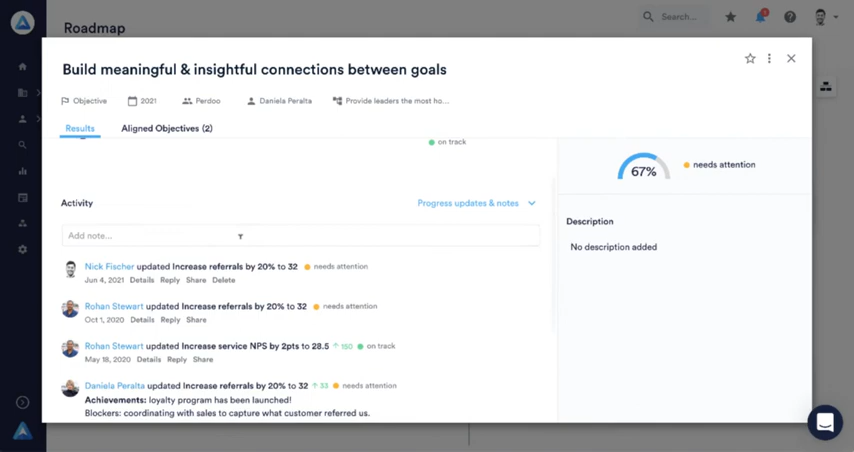 Roadmap
Search...
Build meaningful & insightful connections between goals
Objective 2021 Perdoo Daniela Peralta Provide leaders the most ho...
Results Aligned Objectives (2)
on track
67% needs attention
Activity Progress updates & notes
Description
Add note...
No description added
Nick Fischer updated Increase referrals by 20% to 32 needs attention
Jun 4, 2021 Details Reply Share Delete
Rohan Stewart updated Increase referrals by 20% to 32 needs attention
Oct 1, 2020 Details Reply Share
Rohan Stewart updated Increase service NPS by 2pts to 28.5 ↑ 150 on track
May 18, 2020 Details Reply Share
Daniela Peralta updated Increase referrals by 20% to 32 ↑ 33 needs attention
Achievements: loyalty program has been launched!
Blockers: coordinating with sales to capture what customer referred us.